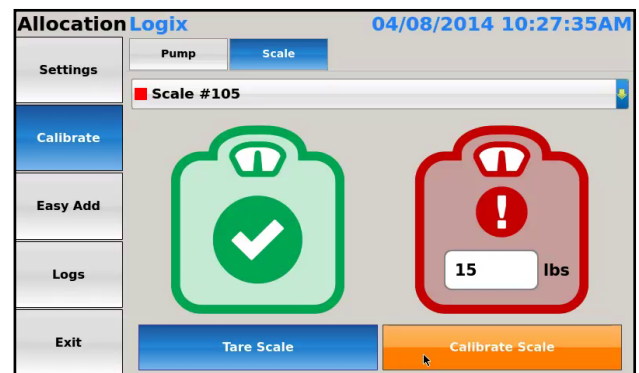 Allocation Logix 04/08/2014 10:27:35AM
Settings
Pump Scale
Scale #105
Calibrate
Easy Add
Logs
15 lbs
Exit
Tare Scale Calibrate Scale